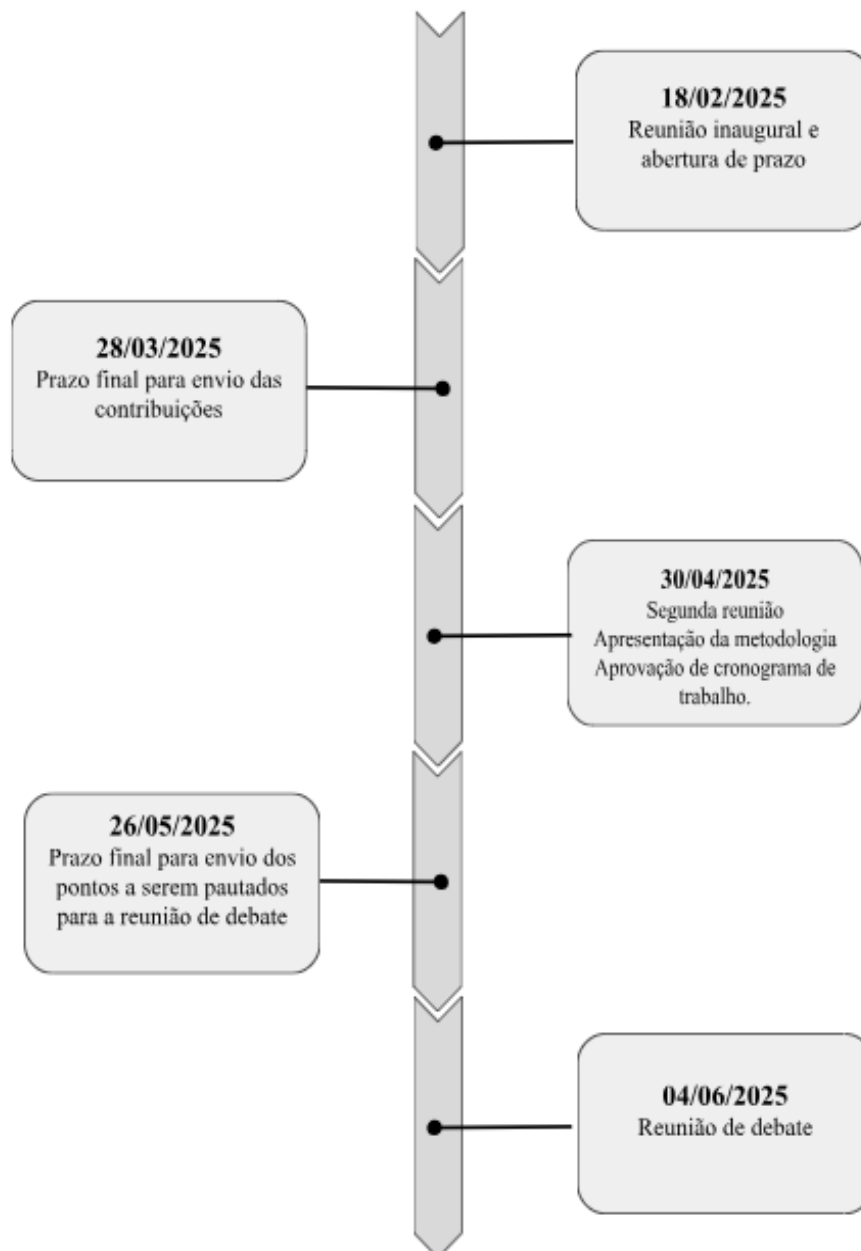 18/02/2025
Reunião inaugural e
abertura de prazo
28/03/2025
Prazo final para envio das
contribuições
30/04/2025
Segunda reunião
Apresentação da metodologia
Aprovação de cronograma de
trabalho.
26/05/2025
Prazo final para envio dos
pontos a serem pautados
para a reunião de debate
04/06/2025
Reunião de debate